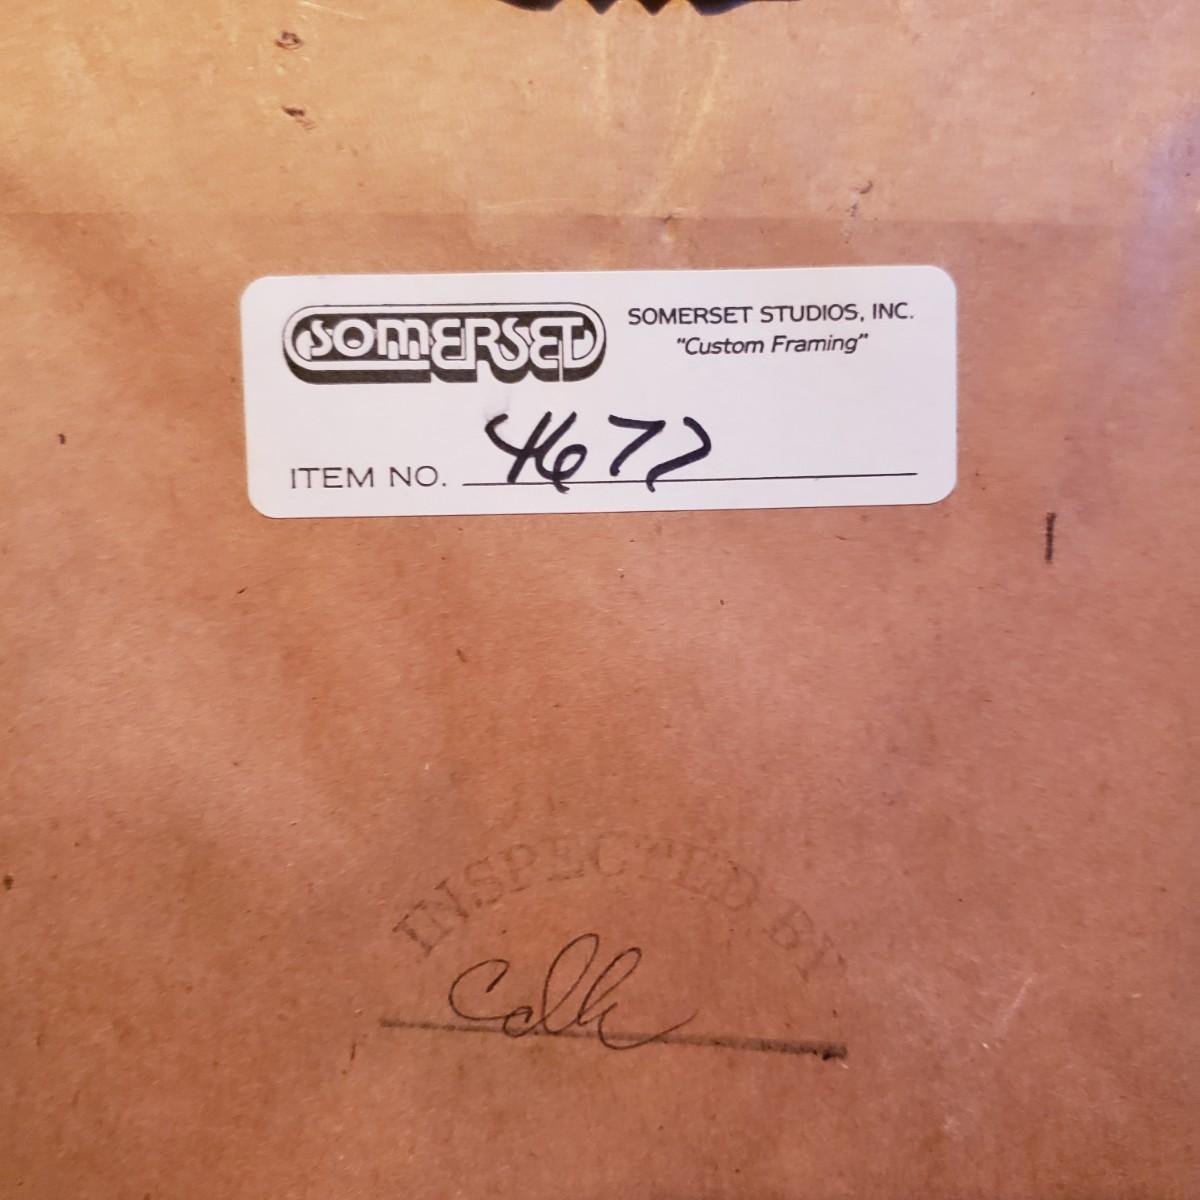 SOMERSET
SOMERSET STUDIOS, INC.
"Custom Framing"
ITEM NO. 4677
INSPECTED BY